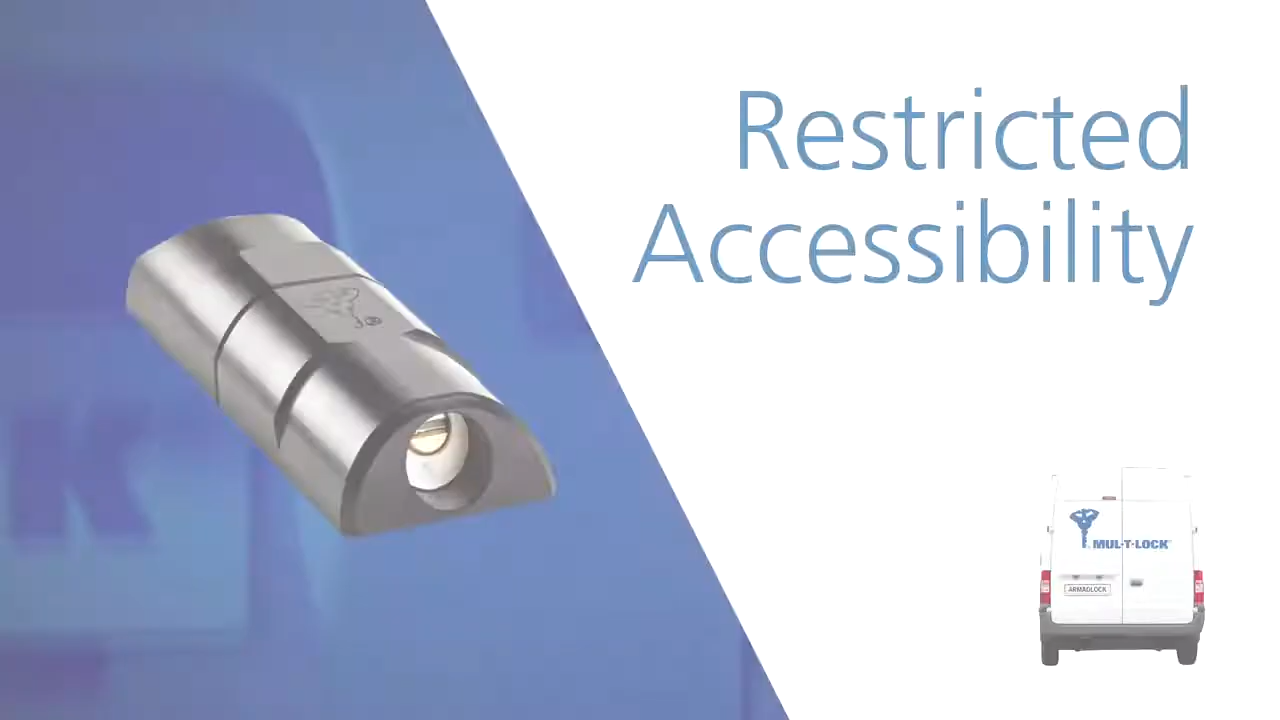 Restricted
Accessibility
K
MUL-T-LOCK
ARMADLOCK